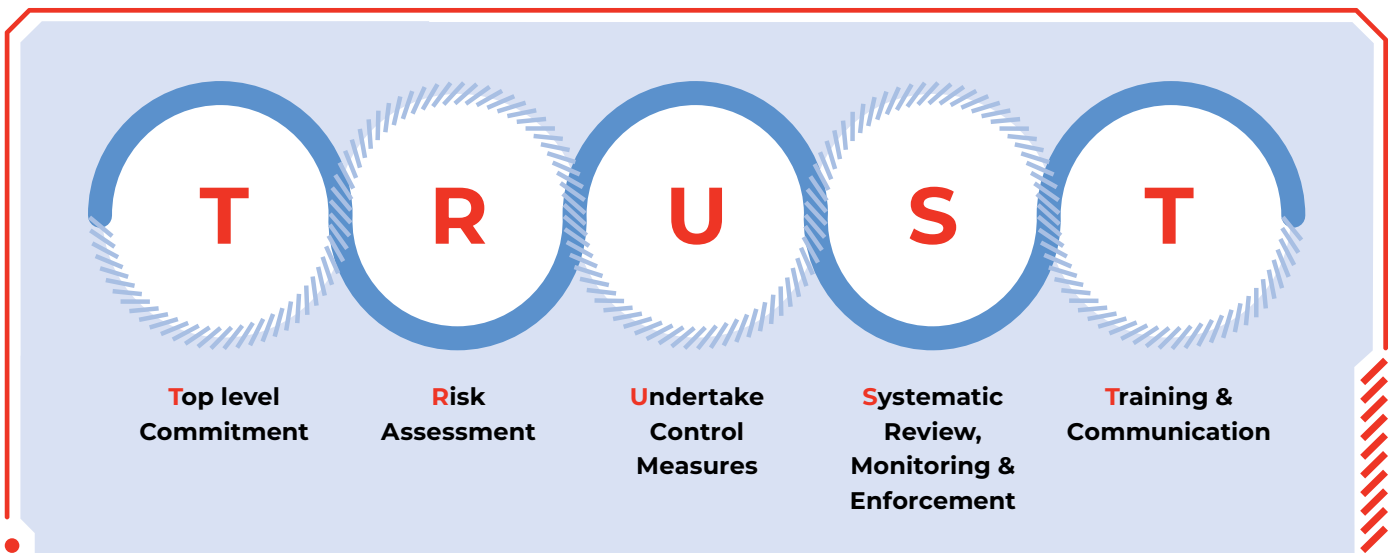 T R U S T
Top level
Commitment
Risk
Assessment
Undertake
Control
Measures
Systematic
Review,
Monitoring &
Enforcement
Training &
Communication